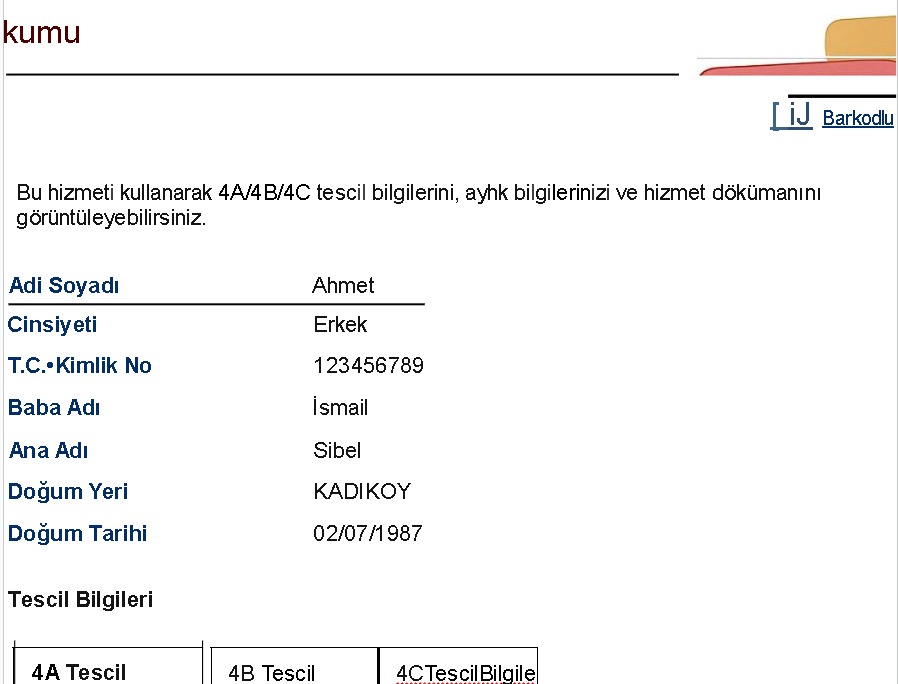 kumu
[ iJ Barkodlu
Bu hizmeti kullanarak 4A/4B/4C tescil bilgilerini, ayhk bilgilerinizi ve hizmet dökümanını
görüntüleyebilirsiniz.
Adi Soyadı Ahmet
Cinsiyeti Erkek
T.C.•Kimlik No 123456789
Baba Adı İsmail
Ana Adı Sibel
Doğum Yeri KADIKOY
Doğum Tarihi 02/07/1987
Tescil Bilgileri
4A Tescil 4B Tescil 4CTescilBilgile